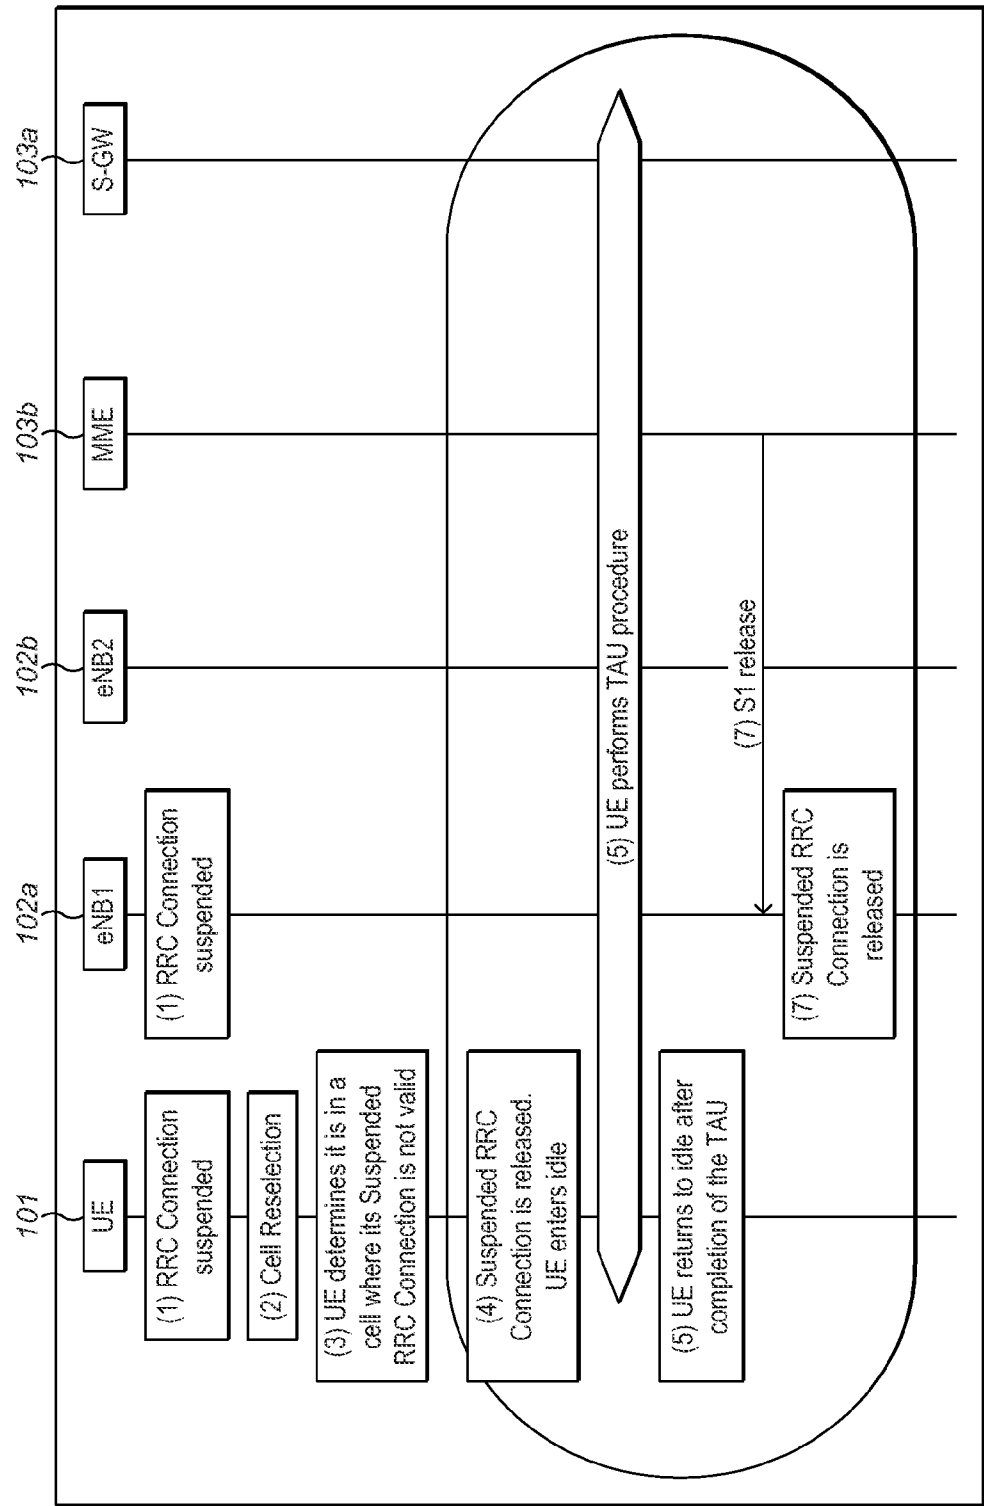 101
102a
102b
103b
103a
UE
eNB1
eNB2
MME
S-GW
(1) RRC Connection
suspended
(1) RRC Connection
suspended
(2) Cell Reselection
(3) UE determines it is in a
cell where its Suspended
RRC Connection is not valid
(4) Suspended RRC
Connection is released.
UE enters idle
(5) UE performs TAU procedure
(5) UE returns to idle after
completion of the TAU
(7) S1 release
(7) Suspended RRC
Connection is
released